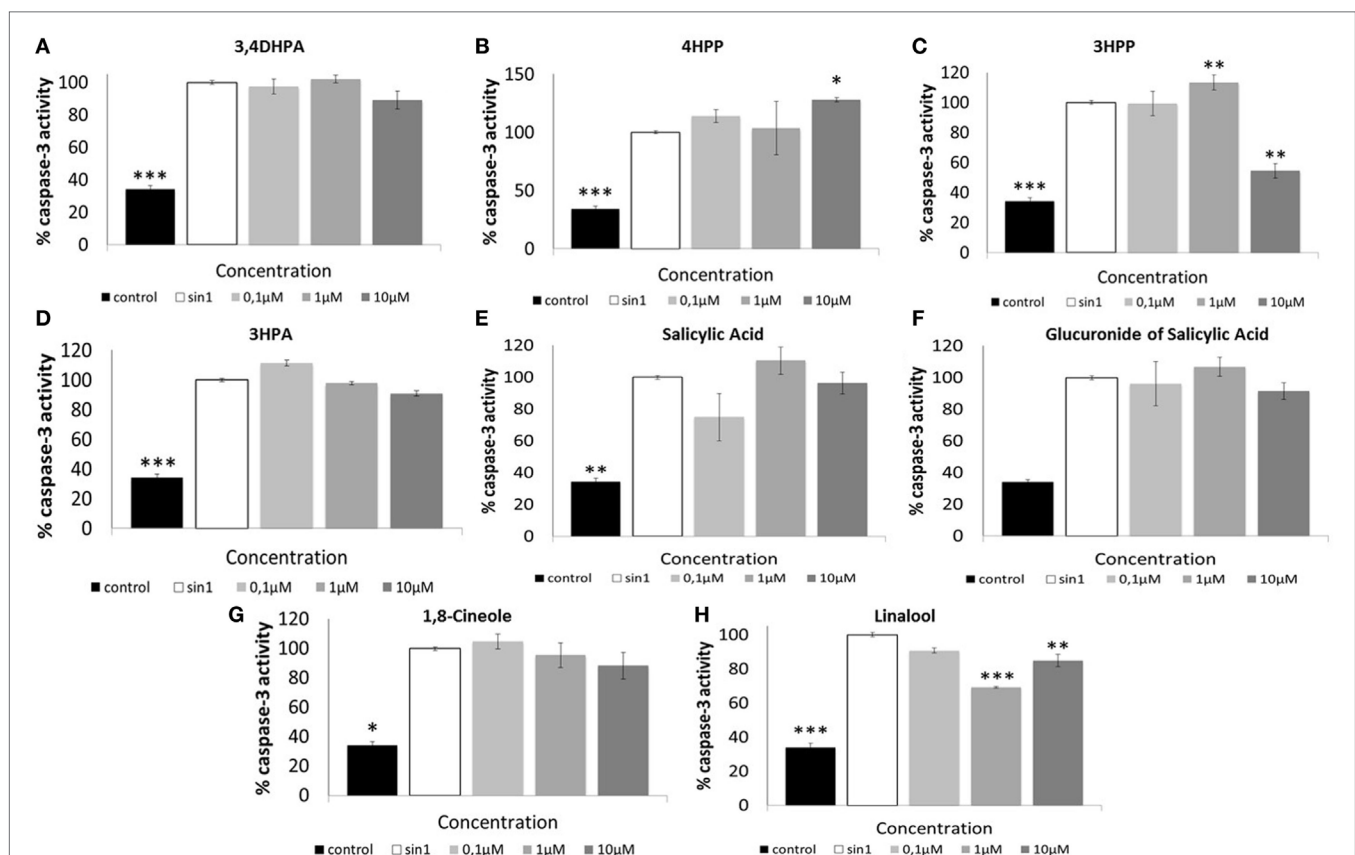 A
3,4DHPA
% caspase-3 activity
100
80
60
40
20
0
***
Concentration
control sin1 0,1µM 1µM 10µM
B
4HPP
% caspase-3 activity
150
100
50
0
***
*
Concentration
control sin1 0,1µM 1µM 10µM
C
3HPP
% caspase-3 activity
120
100
80
60
40
20
0
***
**
**
Concentration
control sin1 0,1µM 1µM 10µM
D
3HPA
% caspase-3 activity
120
100
80
60
40
20
0
***
Concentration
control sin1 0,1µM 1µM 10µM
E
Salicylic Acid
% caspase-3 activity
120
100
80
60
40
20
0
**
Concentration
control sin1 0,1µM 1µM 10µM
F
Glucuronide of Salicylic Acid
% caspase-3 activity
120
100
80
60
40
20
0
Concentration
control sin1 0,1µM 1µM 10µM
G
1,8-Cineole
% caspase-3 activity
120
100
80
60
40
20
0
*
Concentration
control sin1 0,1µM 1µM 10µM
H
Linalool
% caspase-3 activity
100
80
60
40
20
0
***
***
**
Concentration
control sin1 0,1µM 1µM 10µM